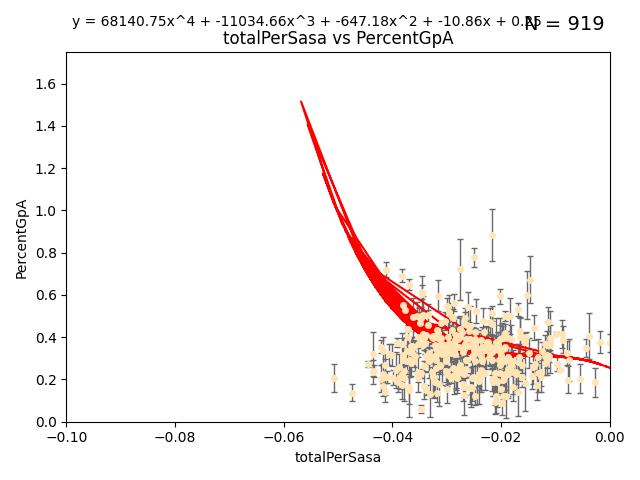 y = 68140.75x^4 + -11034.66x^3 + -647.18x^2 + -10.86x + 0.25
N = 919
totalPerSasa vs PercentGpA
PercentGpA
1.6
1.4
1.2
1.0
0.8
0.6
0.4
0.2
0.0
−0.10 −0.08 −0.06 −0.04 −0.02 0.00
totalPerSasa